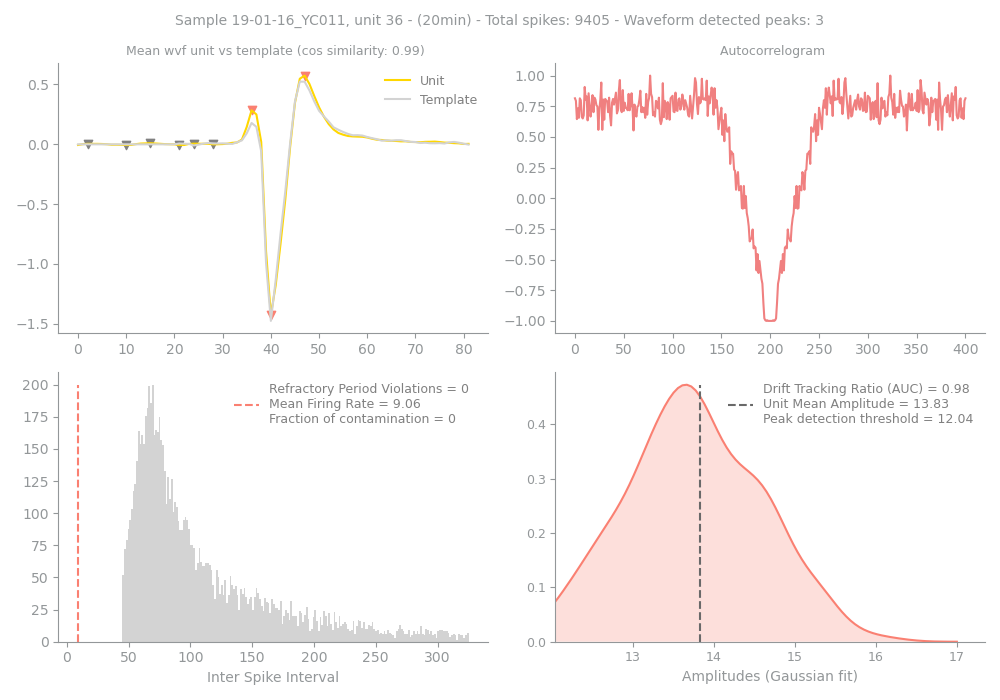 Sample 19-01-16_YC011, unit 36 - (20min) - Total spikes: 9405 - Waveform detected peaks: 3
Mean wvf unit vs template (cos similarity: 0.99)
0.5
0.0
−0.5
−1.0
−1.5
0 10 20 30 40 50 60 70 80
Unit
Template
Autocorrelogram
1.00
0.75
0.50
0.25
0.00
−0.25
−0.50
−0.75
−1.00
0 50 100 150 200 250 300 350 400
200
175
150
125
100
75
50
25
0
0 50 100 150 200 250 300
Inter Spike Interval
Refractory Period Violations = 0
Mean Firing Rate = 9.06
Fraction of contamination = 0
0.4
0.3
0.2
0.1
0.0
13 14 15 16 17
Amplitudes (Gaussian fit)
Drift Tracking Ratio (AUC) = 0.98
Unit Mean Amplitude = 13.83
Peak detection threshold = 12.04